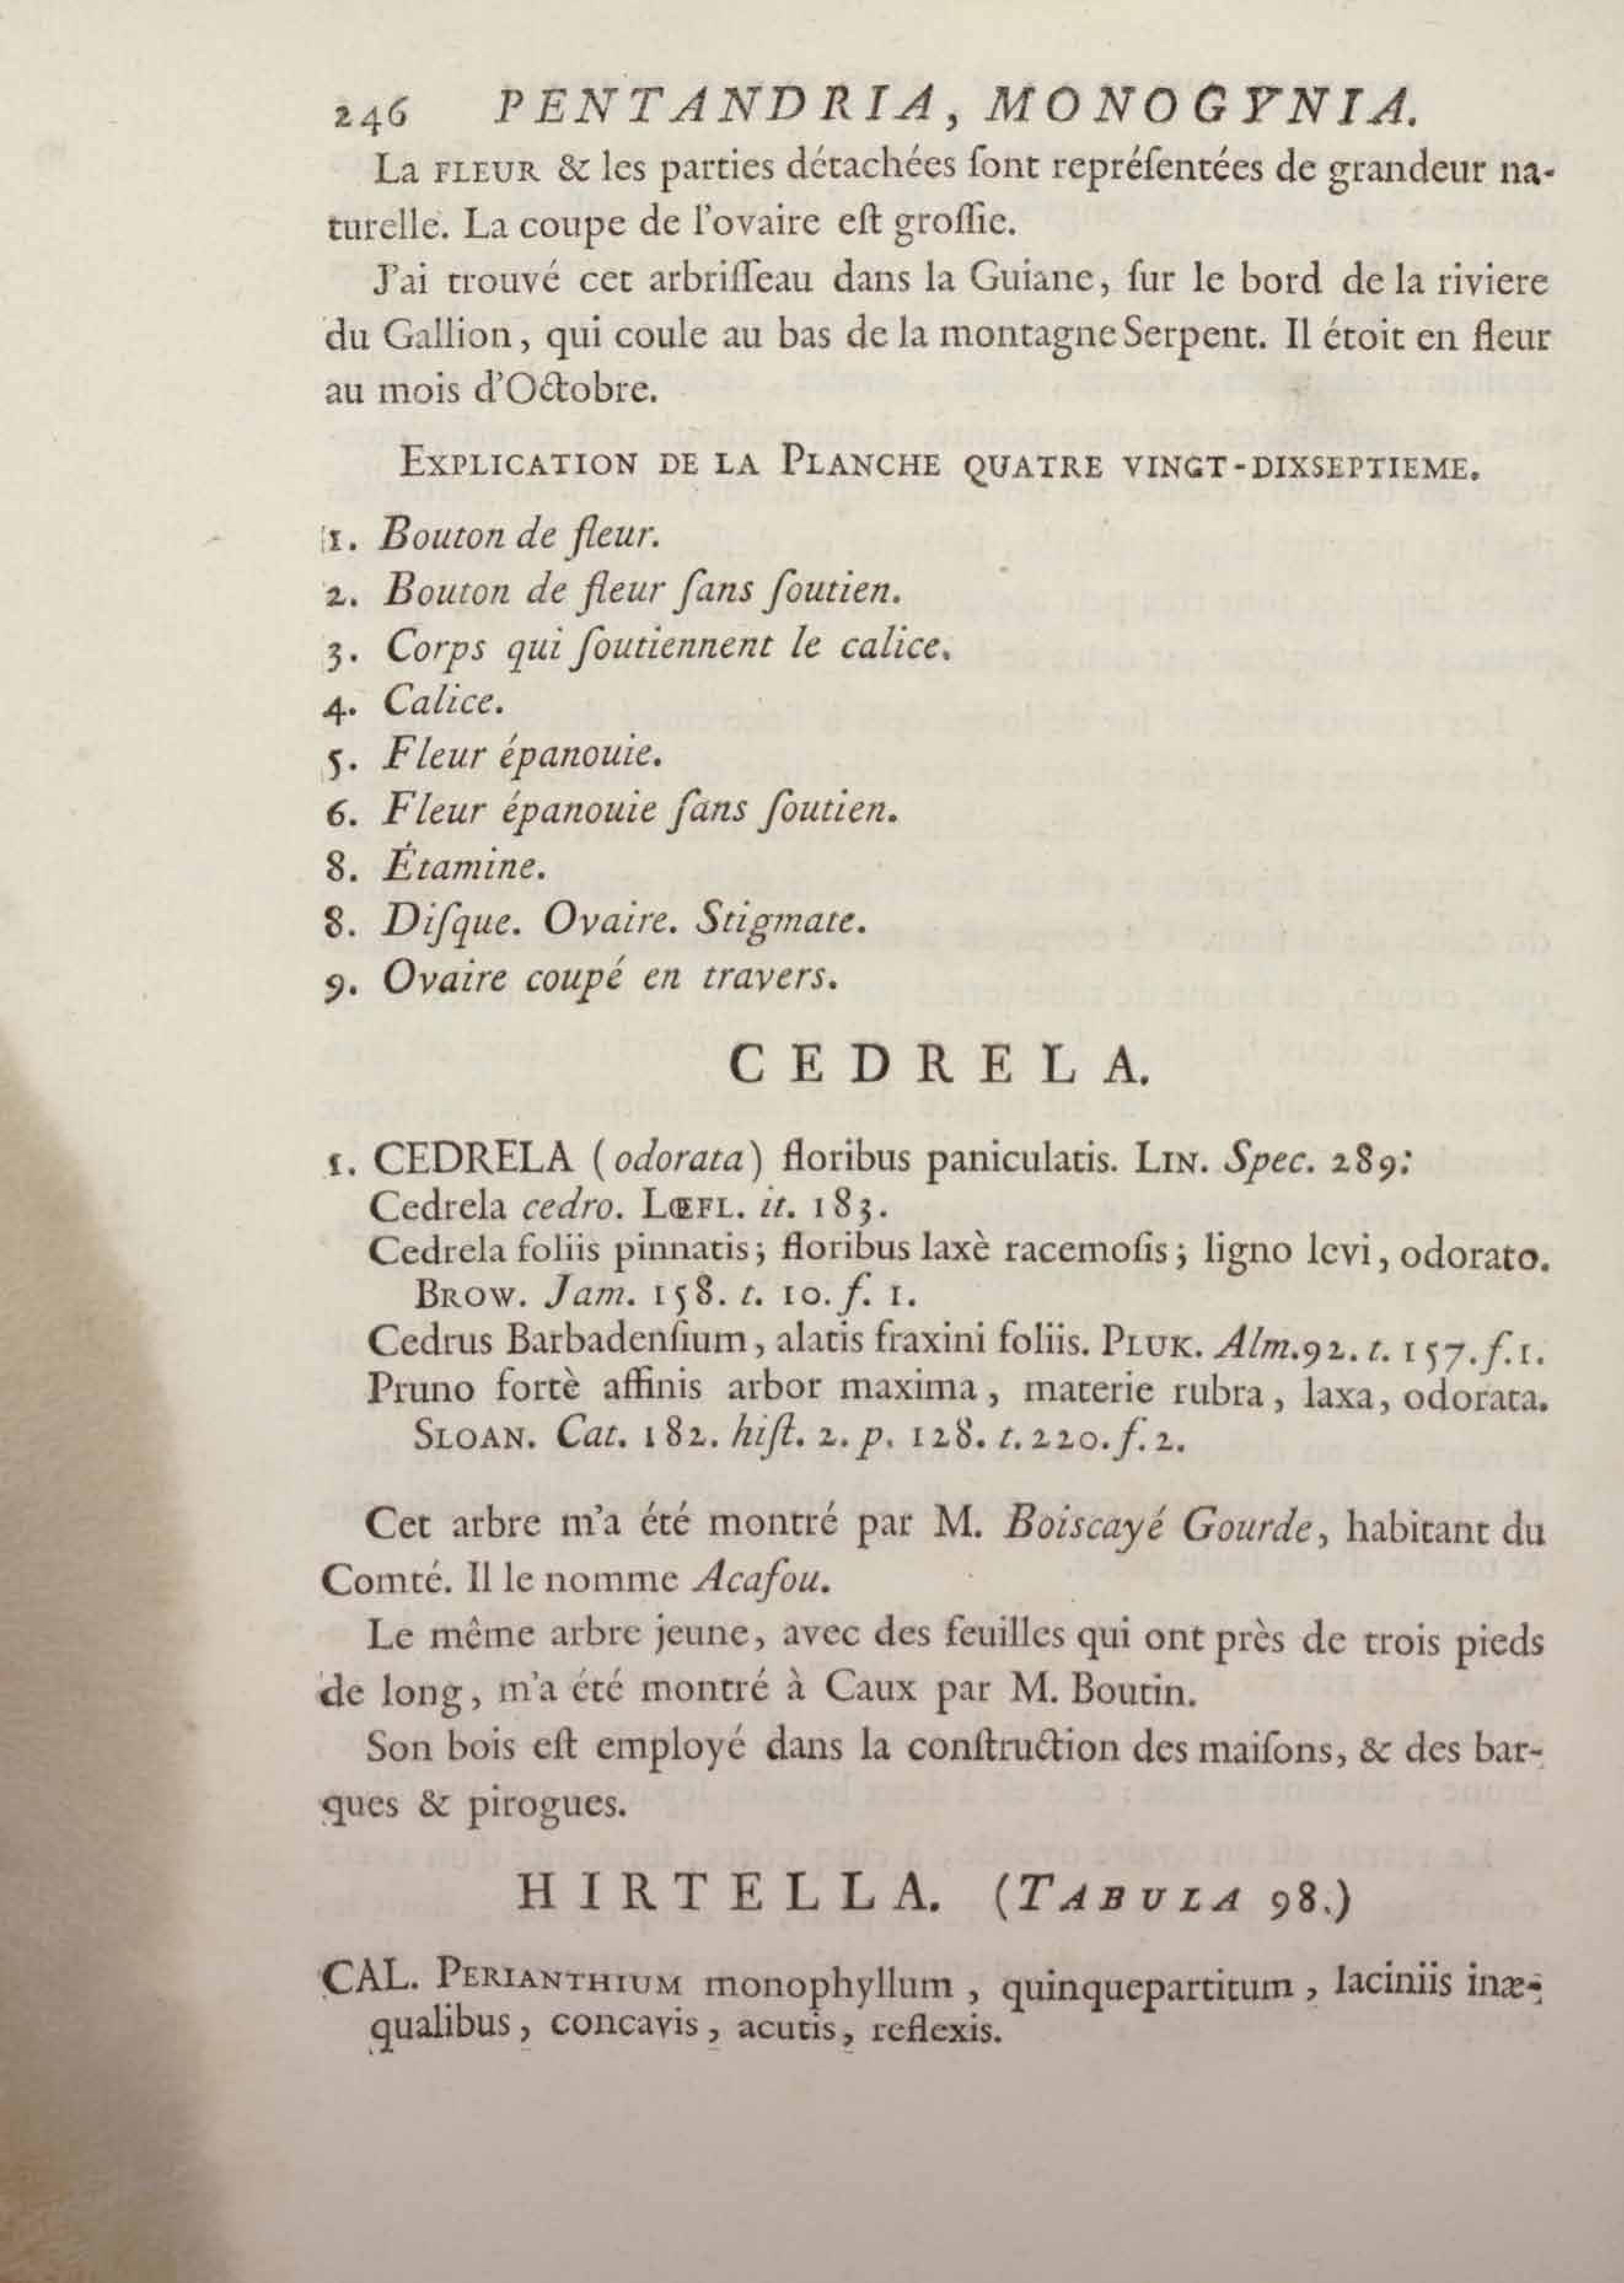 246 PENTANDRIA, MONOGYNIA.
La FLEUR & les parties détachées ſont repréſentées de grandeur na-
turelle. La coupe de l'ovaire eſt groſſie.
J'ai trouvé cet arbriſſeau dans la Guiane, ſur le bord de la riviere
du Gallion, qui coule au bas de la montagne Serpent. Il étoit en fleur
au mois d'Octobre.
EXPLICATION DE LA PLANCHE QUATRE VINGT-DIXSEPTIEME.
1. Bouton de fleur.
2. Bouton de fleur ſans ſoutien.
3. Corps qui ſoutiennent le calice.
4. Calice.
5. Fleur épanouie.
6. Fleur épanouie ſans ſoutien.
8. Étamine.
8. Diſque. Ovaire. Stigmate.
9. Ovaire coupé en travers.
CEDRELA.
1. CEDRELA (odorata) floribus paniculatis. LIN. Spec. 289:
Cedrela cedro. LŒFL. it. 183.
Cedrela foliis pinnatis; floribus laxè racemoſis; ligno levi, odorato.
BROW. Jam. 158. t. 10. f. 1.
Cedrus Barbadenſium, alatis fraxini foliis. PLUK. Alm. 92. t. 157. f. 1.
Pruno fortè affinis arbor maxima, materie rubra, laxa, odorata.
SLOAN. Cat. 182. hiſt. 2. p. 128. t. 220. f. 2.
Cet arbre m'a été montré par M. Boiscayé Gourde, habitant du
Comté. Il le nomme Acaſou.
Le même arbre jeune, avec des feuilles qui ont près de trois pieds
de long, m'a été montré à Caux par M. Boutin.
Son bois eſt employé dans la conſtruction des maiſons, & des bar-
ques & pirogues.
HIRTELLA. (TABULA 98.)
CAL. PERIANTHIUM monophyllum, quinquepartitum, laciniis inæ-
qualibus, concavis, acutis, reflexis.